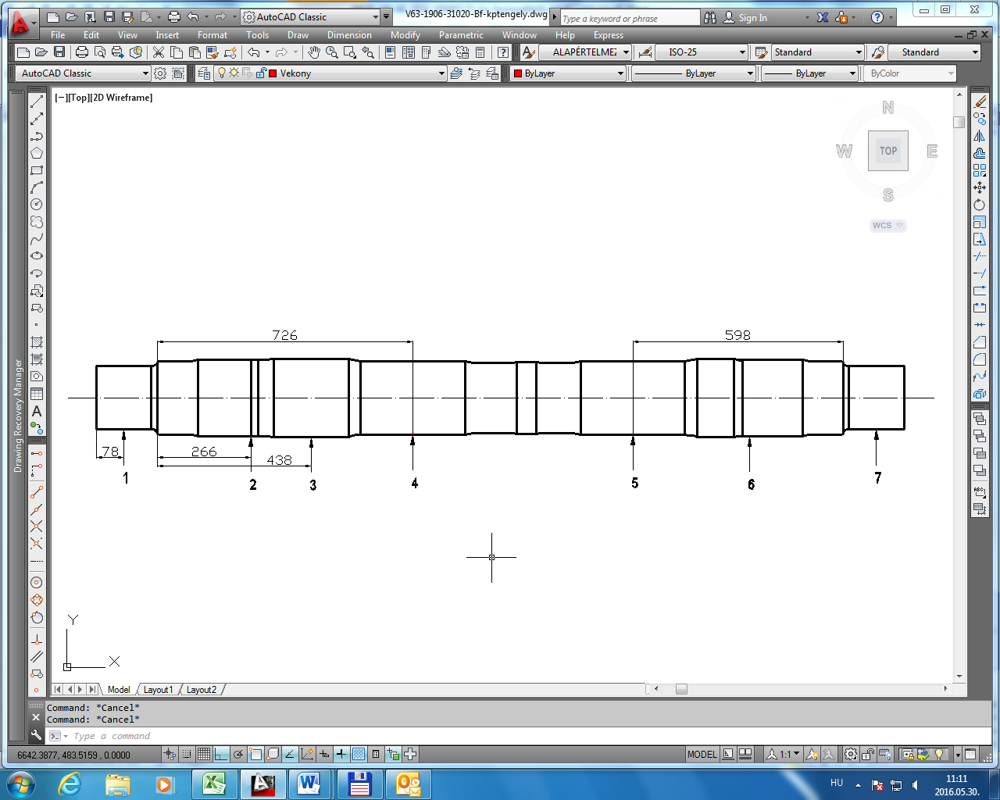 AutoCAD Classic
V63-1906-31020-Bf-kptengely.dwg
Type a keyword or phrase
Sign In
File Edit View Insert Format Tools Draw Dimension Modify Parametric Window Help Express
ALAPÉRTELMEZ
ISO-25
Standard
Standard
AutoCAD Classic
Vekony
ByLayer
ByLayer
ByLayer
ByColor
[−][Top][2D Wireframe]
N
W
TOP
E
S
WCS
Drawing Recovery Manager
726
598
78
266
438
1
2
3
4
5
6
7
Y
X
Model
Layout1
Layout2
Command: *Cancel*
Command: *Cancel*
Type a command
6642.3877, 483.5159 , 0.0000
MODEL
1:1
HU
11:11
2016.05.30.